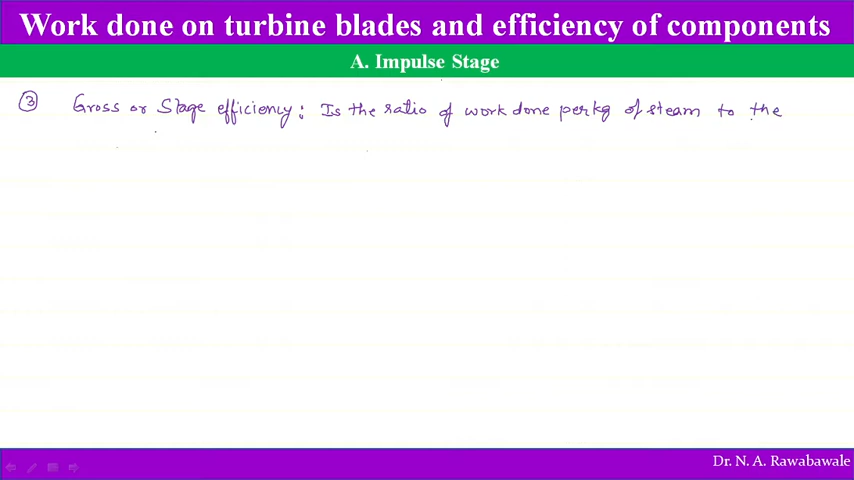 Work done on turbine blades and efficiency of components
A. Impulse Stage
③ Gross or Stage efficiency: Is the ratio of work done per kg of steam to the
Dr. N. A. Rawabawale